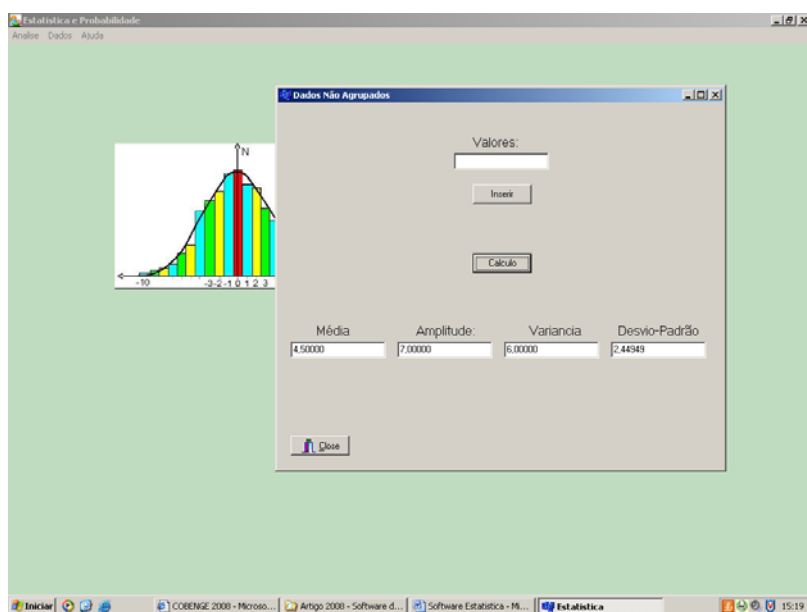 Estatistica e Probabilidade
Analise Dados Ajuda
Dados Não Agrupados
Valores:
Inserir
Calculo
N
-10 -3 -2 -1 0 1 2 3
Média Amplitude: Variancia Desvio-Padrão
4,50000 7,00000 6,00000 2,44949
Close
Iniciar COBENGE 2008 - Microso... Artigo 2008 - Software d... Software Estatistica - Mi... Estatistica 15:19